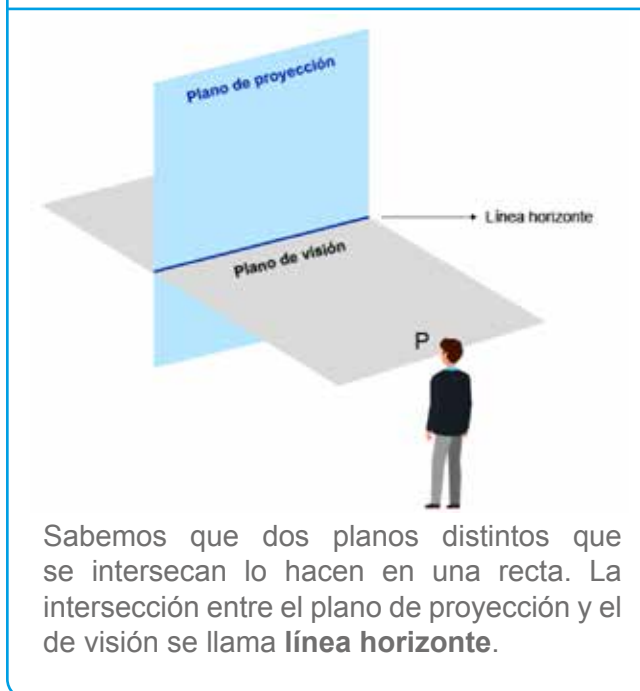 Plano de proyección
Línea horizonte
Plano de visión
P
Sabemos que dos planos distintos que
se intersecan lo hacen en una recta. La
intersección entre el plano de proyección y el
de visión se llama línea horizonte.